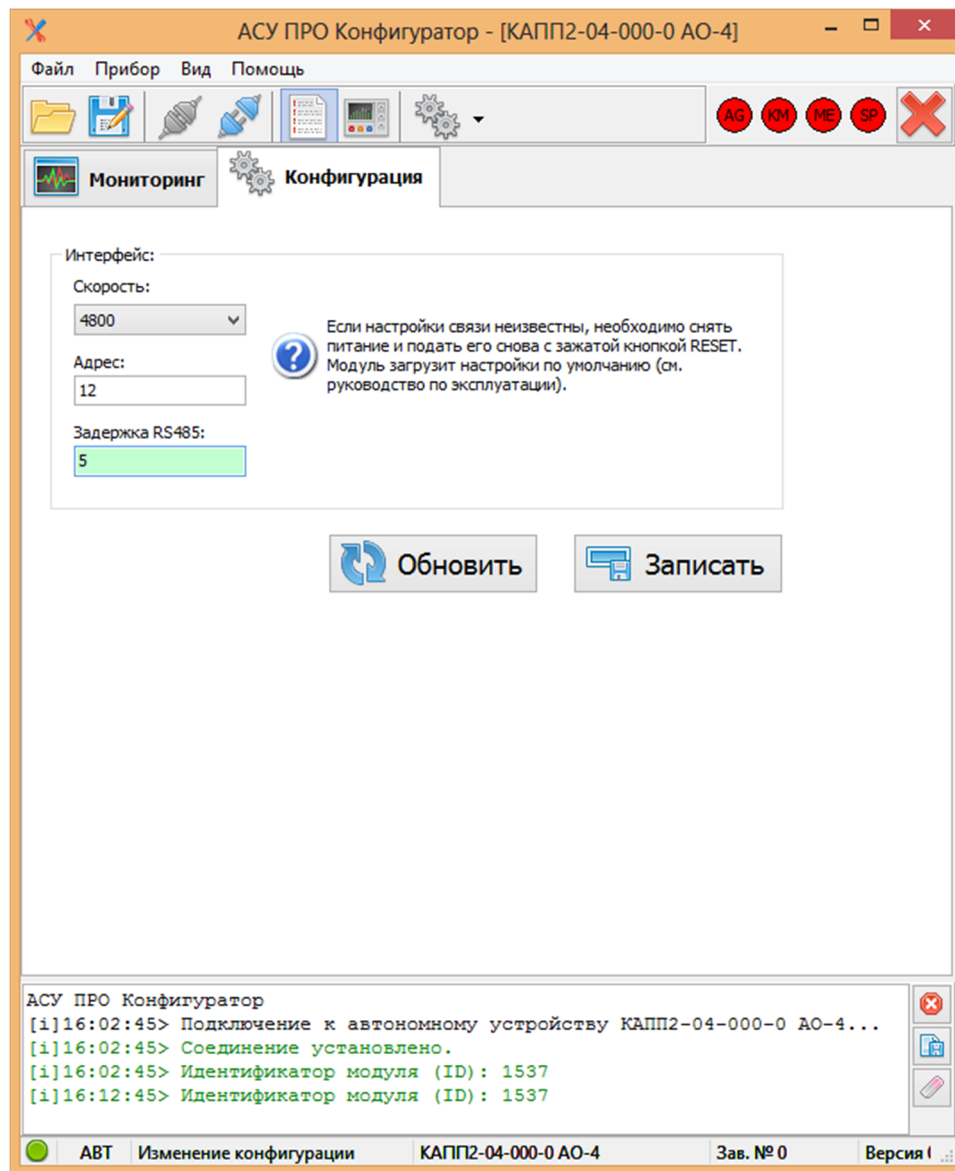 АСУ ПРО Конфигуратор - [КАПП2-04-000-0 АО-4]
Файл Прибор Вид Помощь
AG KM ME SP
Мониторинг Конфигурация
Интерфейс:
Скорость:
4800
Адрес:
12
Задержка RS485:
5
Если настройки связи неизвестны, необходимо снять
питание и подать его снова с зажатой кнопкой RESET.
Модуль загрузит настройки по умолчанию (см.
руководство по эксплуатации).
Обновить Записать
АСУ ПРО Конфигуратор
[i]16:02:45> Подключение к автономному устройству КАПП2-04-000-0 АО-4...
[i]16:02:45> Соединение установлено.
[i]16:02:45> Идентификатор модуля (ID): 1537
[i]16:12:45> Идентификатор модуля (ID): 1537
АВТ Изменение конфигурации КАПП2-04-000-0 АО-4 Зав. № 0 Версия